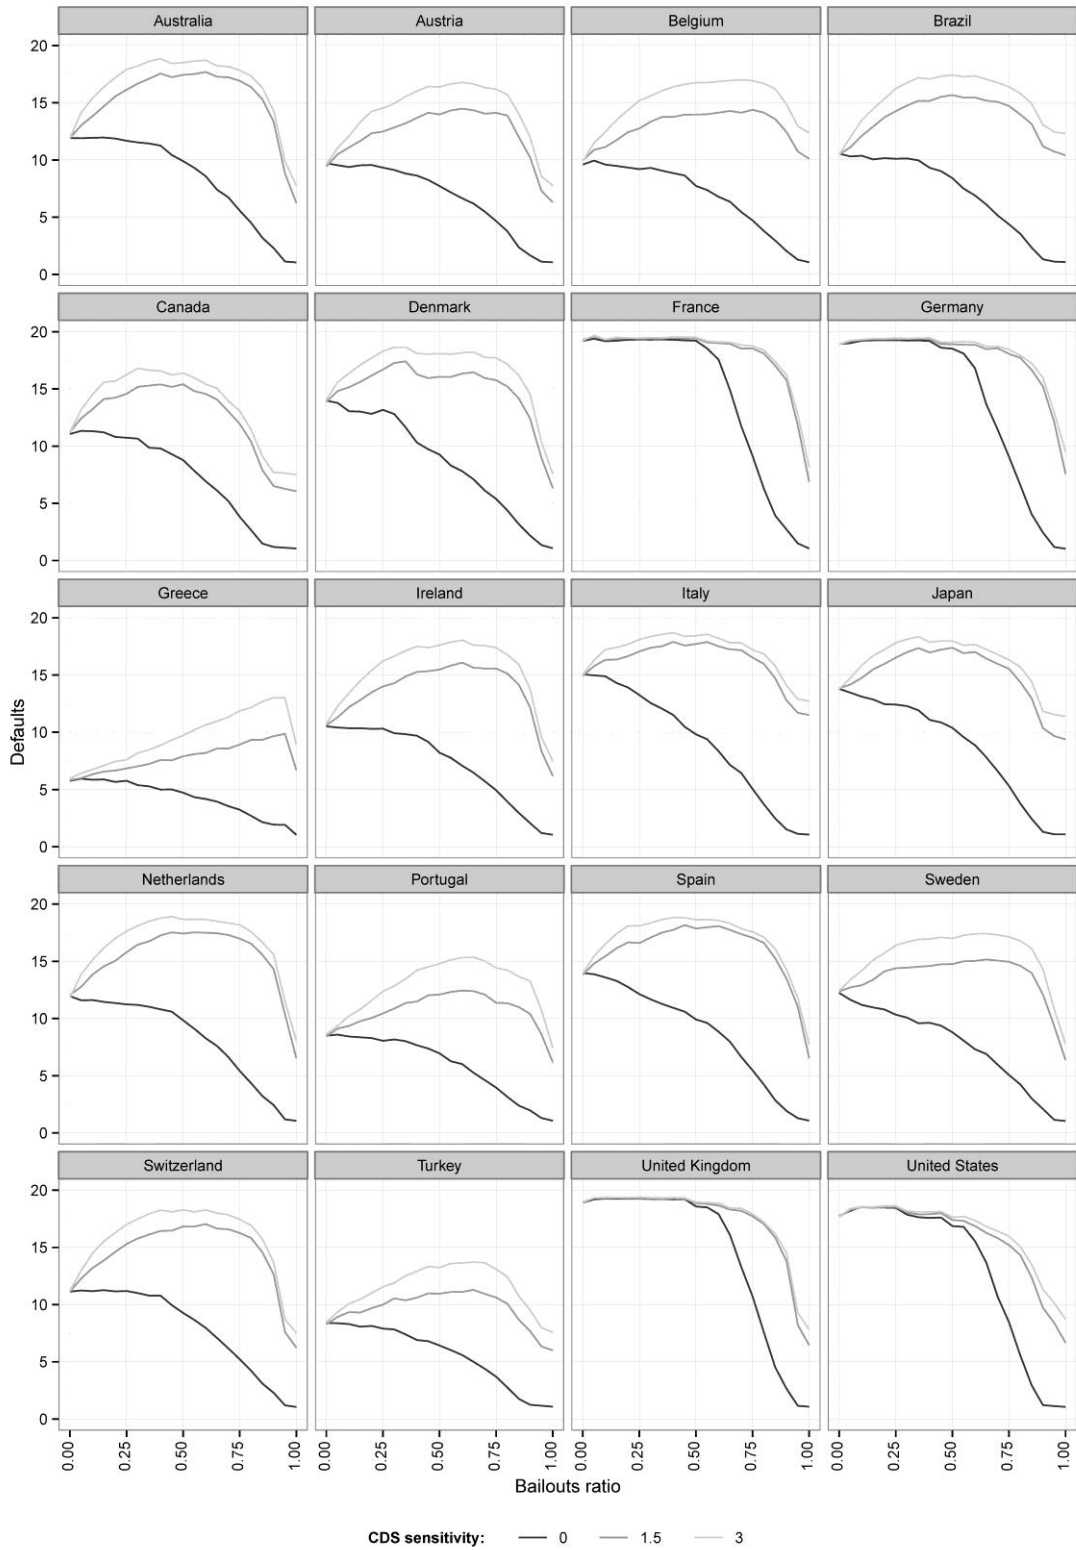 Australia Austria Belgium Brazil
20
15
10
5
0
Canada Denmark France Germany
20
15
10
5
0
Greece Ireland Italy Japan
20
15
10
5
0
Defaults
Netherlands Portugal Spain Sweden
20
15
10
5
0
Switzerland Turkey United Kingdom United States
20
15
10
5
0
0.00 0.25 0.50 0.75 1.00 0.00 0.25 0.50 0.75 1.00 0.00 0.25 0.50 0.75 1.00 0.00 0.25 0.50 0.75 1.00
Bailouts ratio
CDS sensitivity: 0 1.5 3